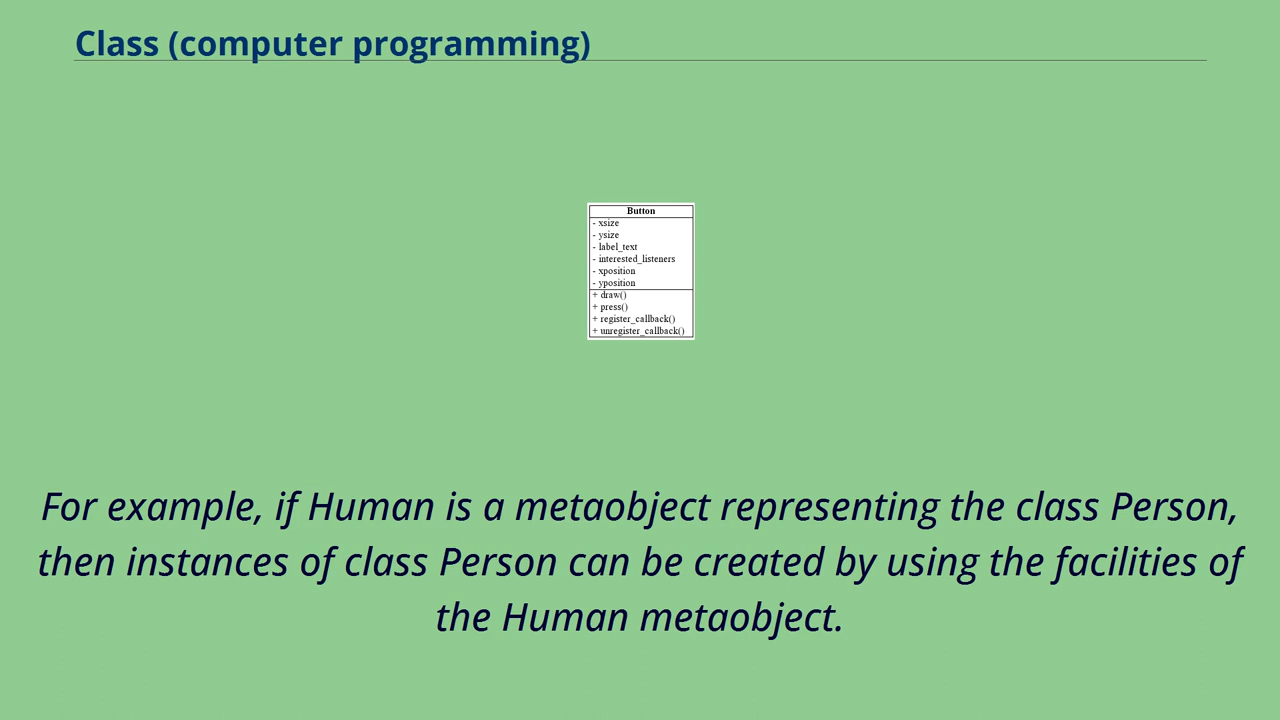 Class (computer programming)
Button
- xsize
- ysize
- label_text
- interested_listeners
- xposition
- yposition
+ draw()
+ press()
+ register_callback()
+ unregister_callback()
For example, if Human is a metaobject representing the class Person,
then instances of class Person can be created by using the facilities of
the Human metaobject.